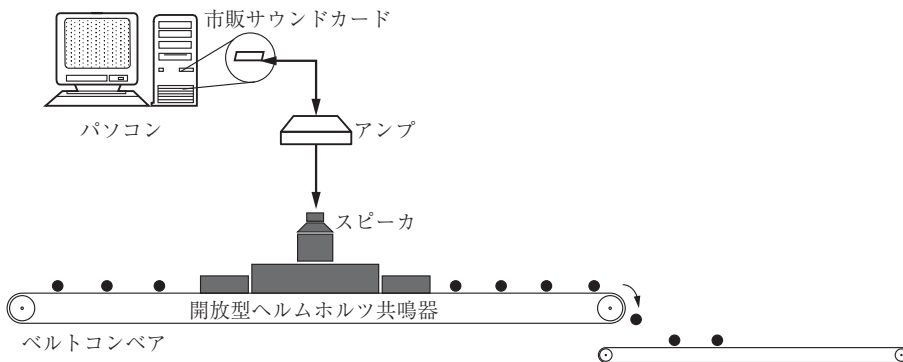 市販サウンドカード
パソコン
アンプ
スピーカ
開放型ヘルムホルツ共鳴器
ベルトコンベア